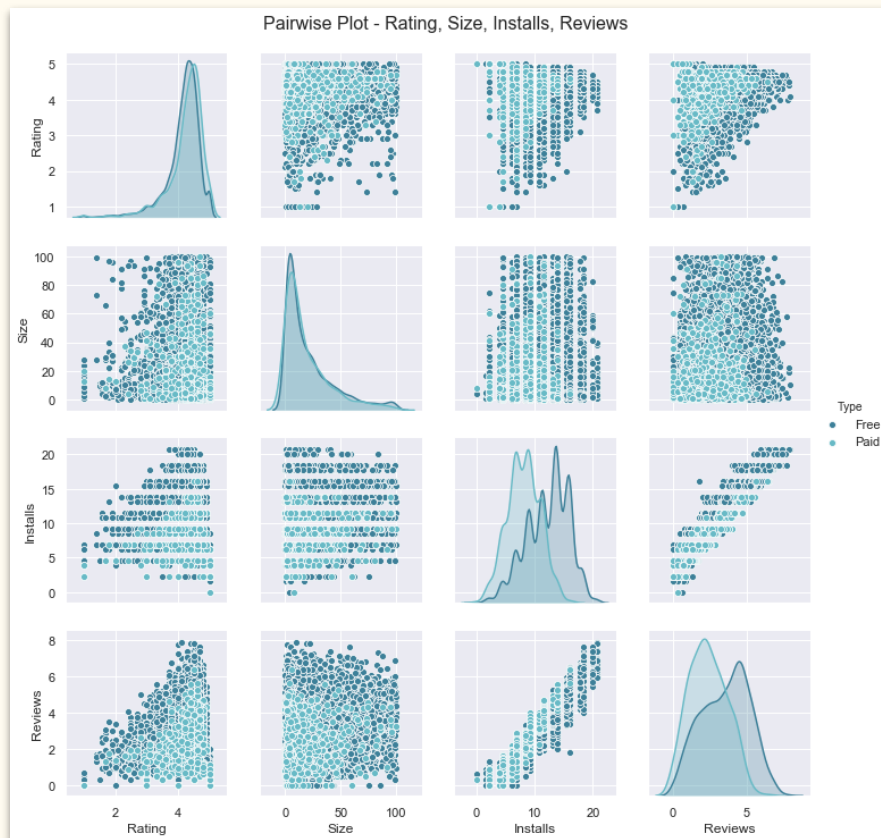 Pairwise Plot - Rating, Size, Installs, Reviews
5
4
3
2
1
Rating
100
80
60
40
20
0
Size
Type
Free
Paid
20
15
10
5
0
Installs
8
6
4
2
0
Reviews
2 4
0 50 100
0 10 20
0 5
Rating Size Installs Reviews